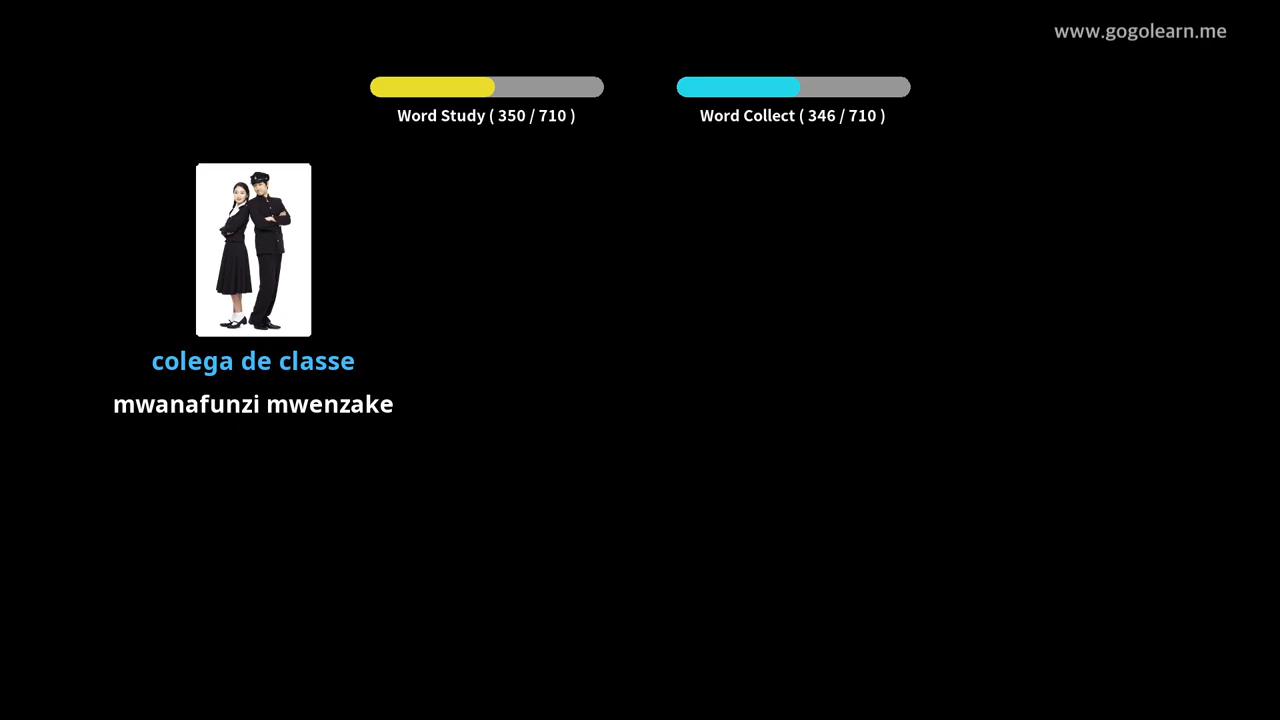 www.gogolearn.me
Word Study ( 350 / 710 )
Word Collect ( 346 / 710 )
colega de classe
mwanafunzi mwenzake